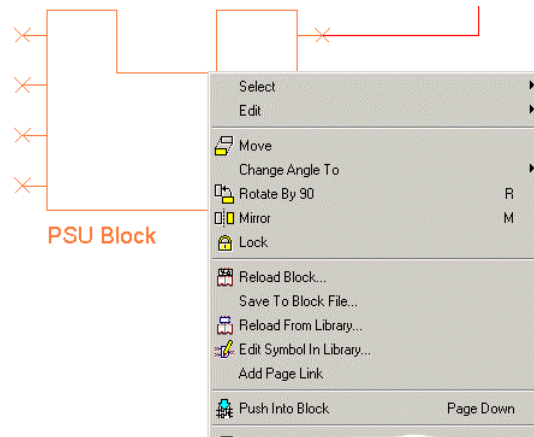 Select
Edit
Move
Change Angle To
Rotate By 90 R
Mirror M
Lock
PSU Block
Reload Block...
Save To Block File...
Reload From Library...
Edit Symbol In Library...
Add Page Link
Push Into Block Page Down